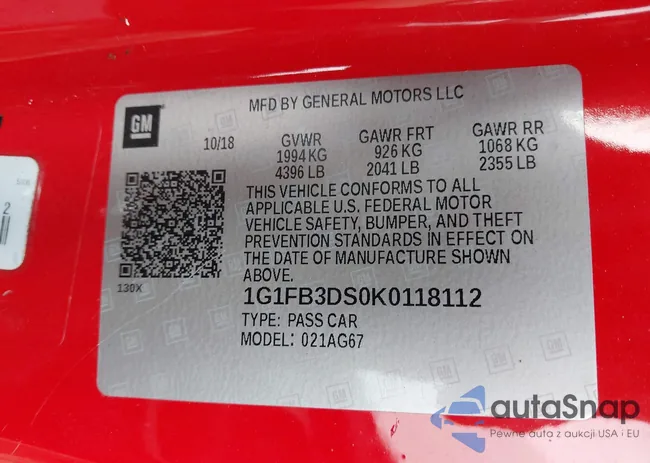 MFD BY GENERAL MOTORS LLC
GM
10/18 GVWR GAWR FRT GAWR RR
1994 KG 926 KG 1068 KG
4396 LB 2041 LB 2355 LB
THIS VEHICLE CONFORMS TO ALL
APPLICABLE U.S. FEDERAL MOTOR
VEHICLE SAFETY, BUMPER, AND THEFT
PREVENTION STANDARDS IN EFFECT ON
THE DATE OF MANUFACTURE SHOWN
ABOVE.
130X
1G1FB3DS0K0118112
TYPE: PASS CAR
MODEL: 021AG67
2
autaSnap
Pewne auta z aukcji USA i EU